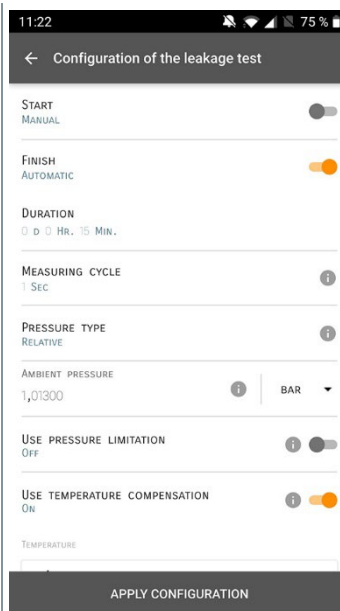 11:22 75 %
Configuration of the leakage test
START
MANUAL
FINISH
AUTOMATIC
DURATION
0 D 0 HR. 15 MIN.
MEASURING CYCLE
1 SEC
PRESSURE TYPE
RELATIVE
AMBIENT PRESSURE
1,01300 BAR
USE PRESSURE LIMITATION
OFF
USE TEMPERATURE COMPENSATION
ON
TEMPERATURE
APPLY CONFIGURATION